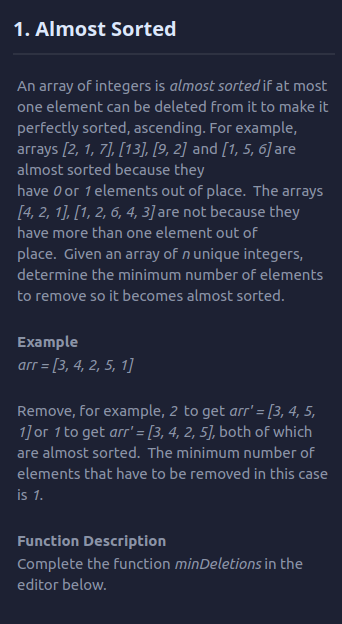 1. Almost Sorted
An array of integers is almost sorted if at most
one element can be deleted from it to make it
perfectly sorted, ascending. For example,
arrays [2, 1, 7], [13], [9, 2]  and [1, 5, 6] are
almost sorted because they
have 0 or 1 elements out of place.  The arrays
[4, 2, 1], [1, 2, 6, 4, 3] are not because they
have more than one element out of
place.  Given an array of n unique integers,
determine the minimum number of elements
to remove so it becomes almost sorted.
Example
arr = [3, 4, 2, 5, 1]
Remove, for example, 2  to get arr' = [3, 4, 5,
1] or 1 to get arr' = [3, 4, 2, 5], both of which
are almost sorted.  The minimum number of
elements that have to be removed in this case
is 1.
Function Description
Complete the function minDeletions in the
editor below.